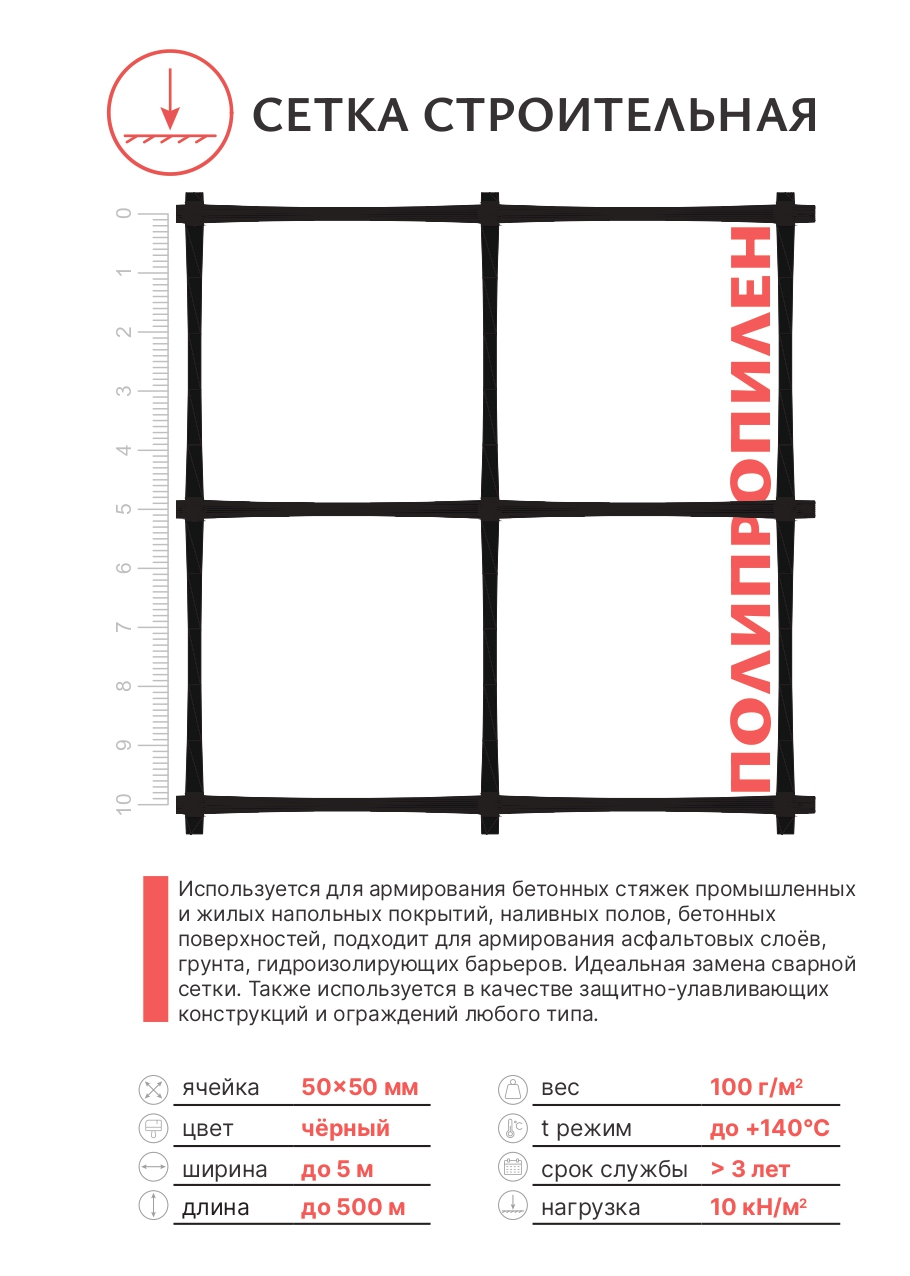 СЕТКА СТРОИТЕЛЬНАЯ
0
1
2
3
4
5
6
7
8
9
10
ПОЛИПРОПИЛЕН
Используется для армирования бетонных стяжек промышленных
и жилых напольных покрытий, наливных полов, бетонных
поверхностей, подходит для армирования асфальтовых слоёв,
грунта, гидроизолирующих барьеров. Идеальная замена сварной
сетки. Также используется в качестве защитно-улавливающих
конструкций и ограждений любого типа.
ячейка 50×50 мм
цвет чёрный
ширина до 5 м
длина до 500 м
вес 100 г/м²
°C
t режим до +140°C
срок службы > 3 лет
нагрузка 10 кН/м²